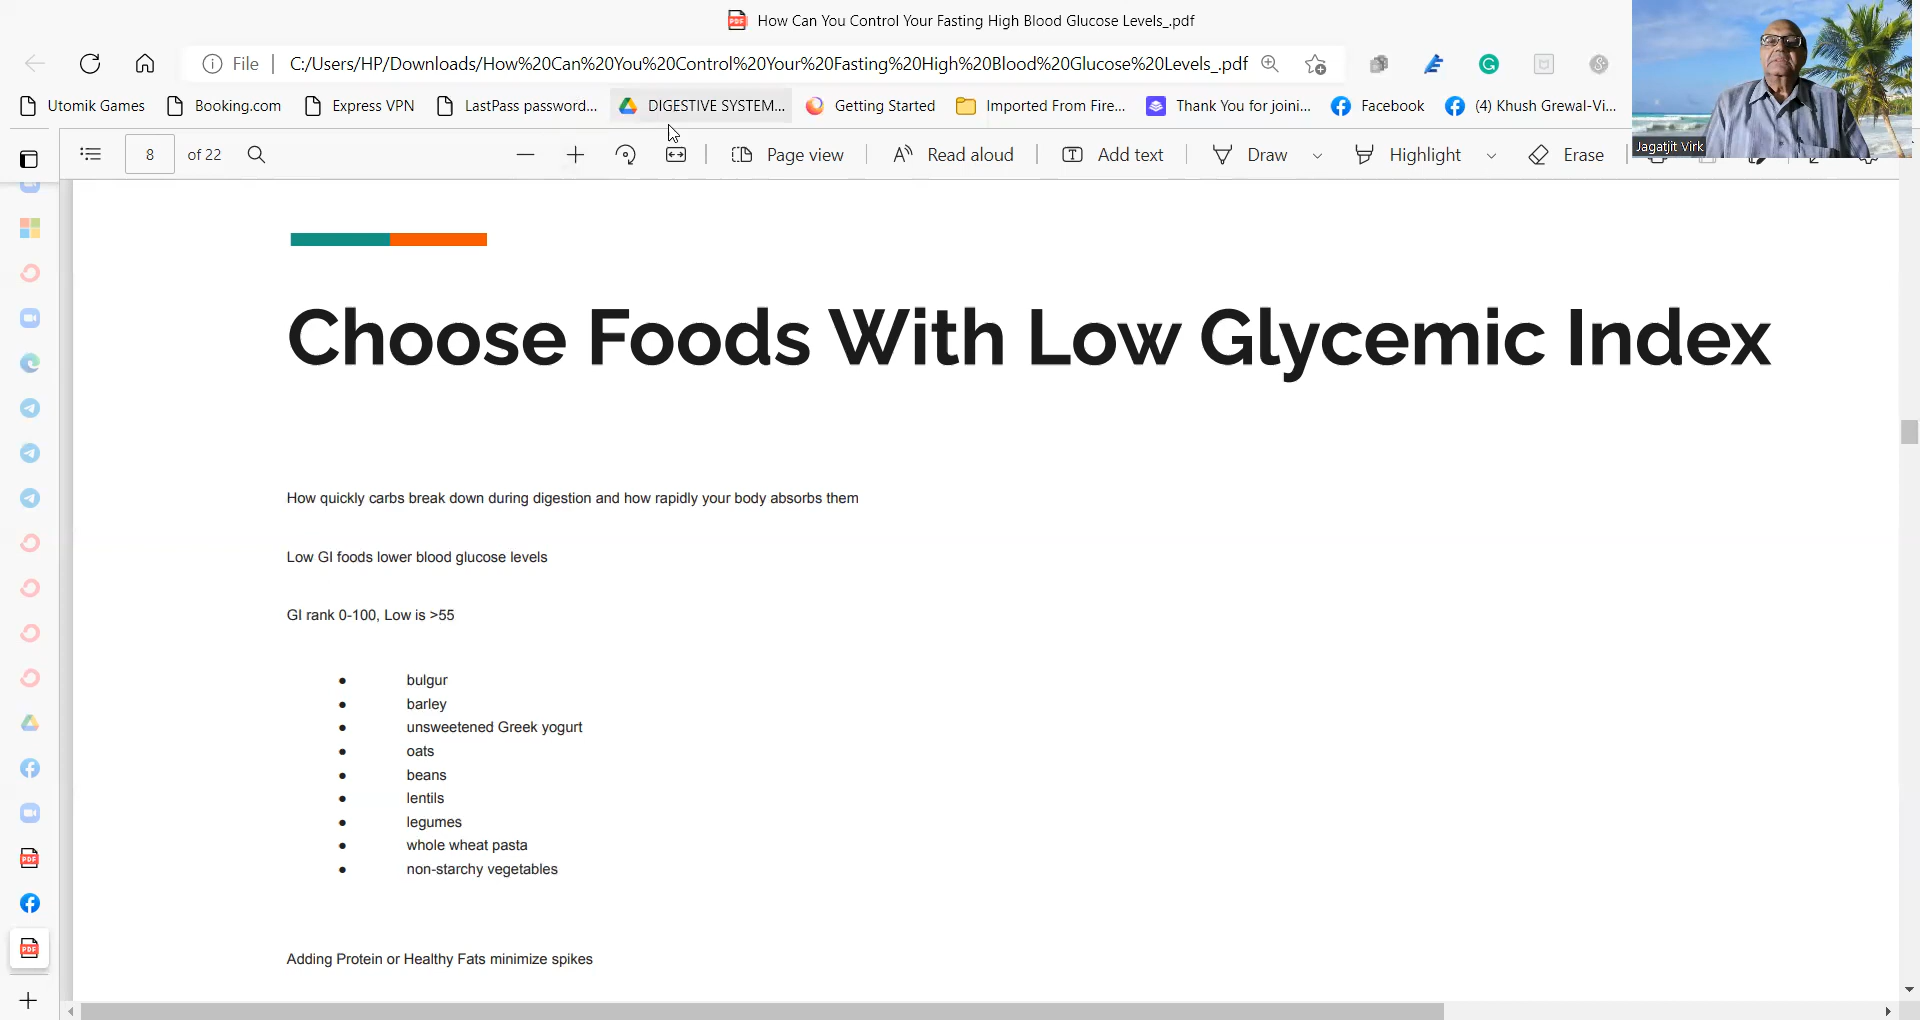 How Can You Control Your Fasting High Blood Glucose Levels_.pdf
File C:/Users/HP/Downloads/How%20Can%20You%20Control%20Your%20Fasting%20High%20Blood%20Glucose%20Levels_.pdf
Utomik Games Booking.com Express VPN LastPass password... DIGESTIVE SYSTEM... Getting Started Imported From Fire... Thank You for joini... Facebook (4) Khush Grewal-Vi...
Jagatjit Virk
8 of 22 Page view Read aloud Add text Draw Highlight Erase
Choose Foods With Low Glycemic Index
How quickly carbs break down during digestion and how rapidly your body absorbs them
Low GI foods lower blood glucose levels
GI rank 0-100, Low is >55
● bulgur
● barley
● unsweetened Greek yogurt
● oats
● beans
● lentils
● legumes
● whole wheat pasta
● non-starchy vegetables
Adding Protein or Healthy Fats minimize spikes